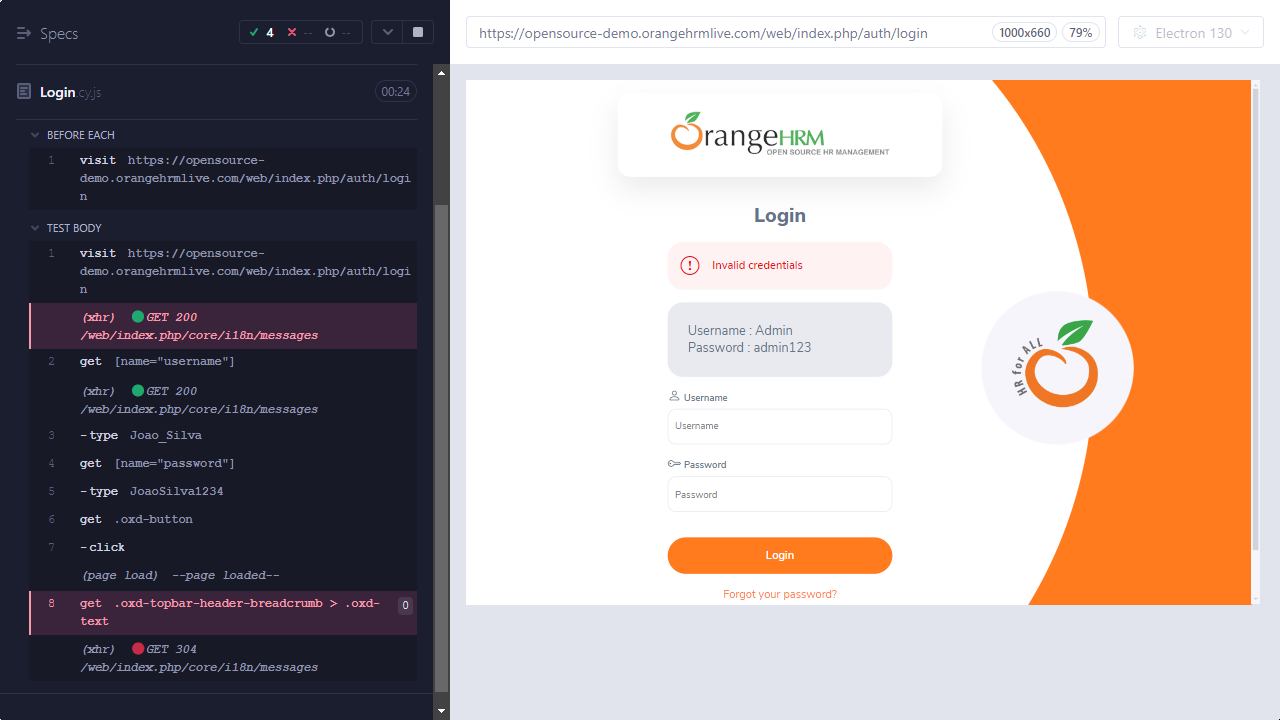 Specs
4
--
--
Login.cy.js
00:24
BEFORE EACH
1 visit https://opensource-
demo.orangehrmlive.com/web/index.php/auth/logi
n
TEST BODY
1 visit https://opensource-
demo.orangehrmlive.com/web/index.php/auth/logi
n
(xhr) GET 200
/web/index.php/core/i18n/messages
2 get [name="username"]
(xhr) GET 200
/web/index.php/core/i18n/messages
3 -type Joao_Silva
4 get [name="password"]
5 -type JoaoSilva1234
6 get .oxd-button
7 -click
(page load) --page loaded--
8 get .oxd-topbar-header-breadcrumb > .oxd-
text 0
(xhr) GET 304
/web/index.php/core/i18n/messages
https://opensource-demo.orangehrmlive.com/web/index.php/auth/login
1000x660
79%
Electron 130
OrangeHRM
OPEN SOURCE HR MANAGEMENT
Login
Invalid credentials
Username : Admin
Password : admin123
Username
Username
Password
Password
Login
Forgot your password?
HR for ALL